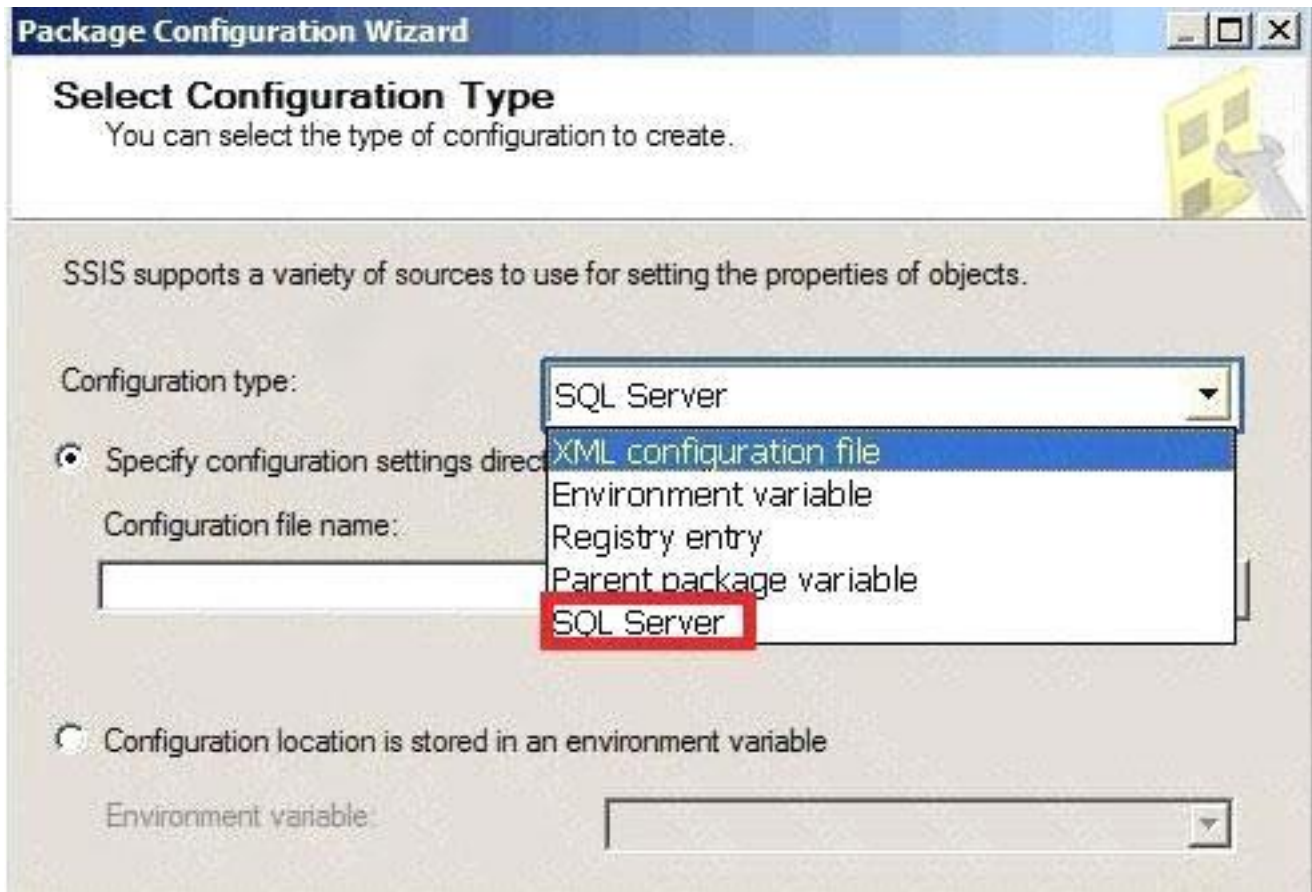 Package Configuration Wizard
Select Configuration Type
You can select the type of configuration to create.
SSIS supports a variety of sources to use for setting the properties of objects.
Configuration type:
SQL Server
Specify configuration settings direct
XML configuration file
Environment variable
Registry entry
Parent package variable
SQL Server
Configuration file name:
Configuration location is stored in an environment variable
Environment variable: